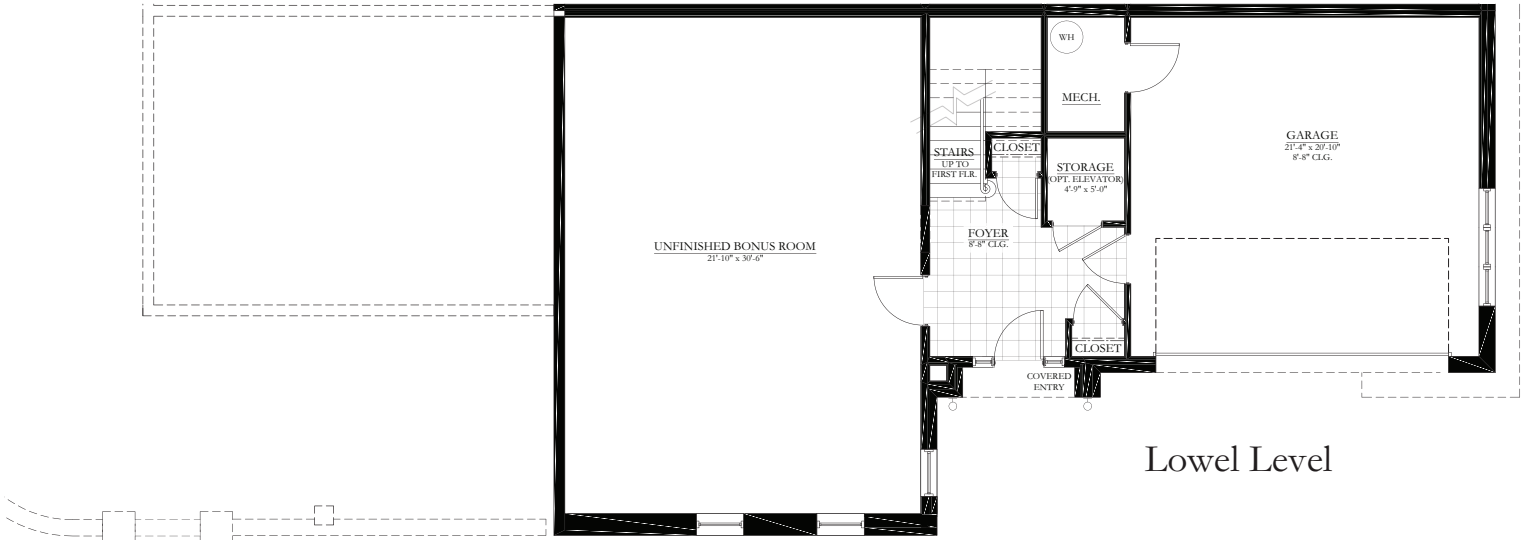 WH
MECH.
GARAGE
21'-4" x 20'-10"
8'-8" CLG.
STAIRS
UP TO
FIRST FLR.
CLOSET
STORAGE
(OPT. ELEVATOR)
4'-9" x 5'-0"
UNFINISHED BONUS ROOM
21'-10" x 30'-6"
FOYER
8'-8" CLG.
CLOSET
COVERED
ENTRY
Lowel Level